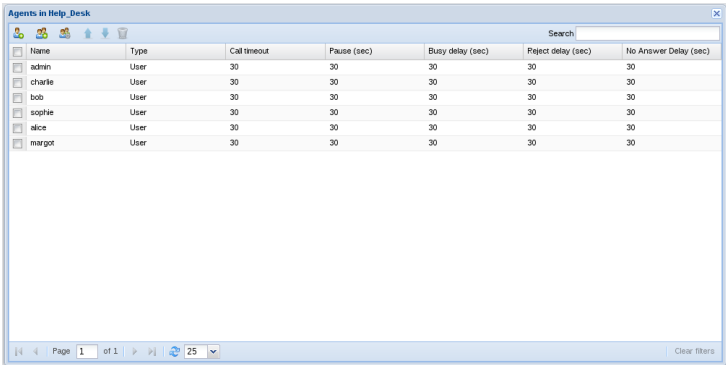 Agents in Help_Desk
Search
Name Type Call timeout Pause (sec) Busy delay (sec) Reject delay (sec) No Answer Delay (sec)
admin User 30 30 30 30 30
charlie User 30 30 30 30 30
bob User 30 30 30 30 30
sophie User 30 30 30 30 30
alice User 30 30 30 30 30
margot User 30 30 30 30 30
Page 1 of 1 25 Clear filters